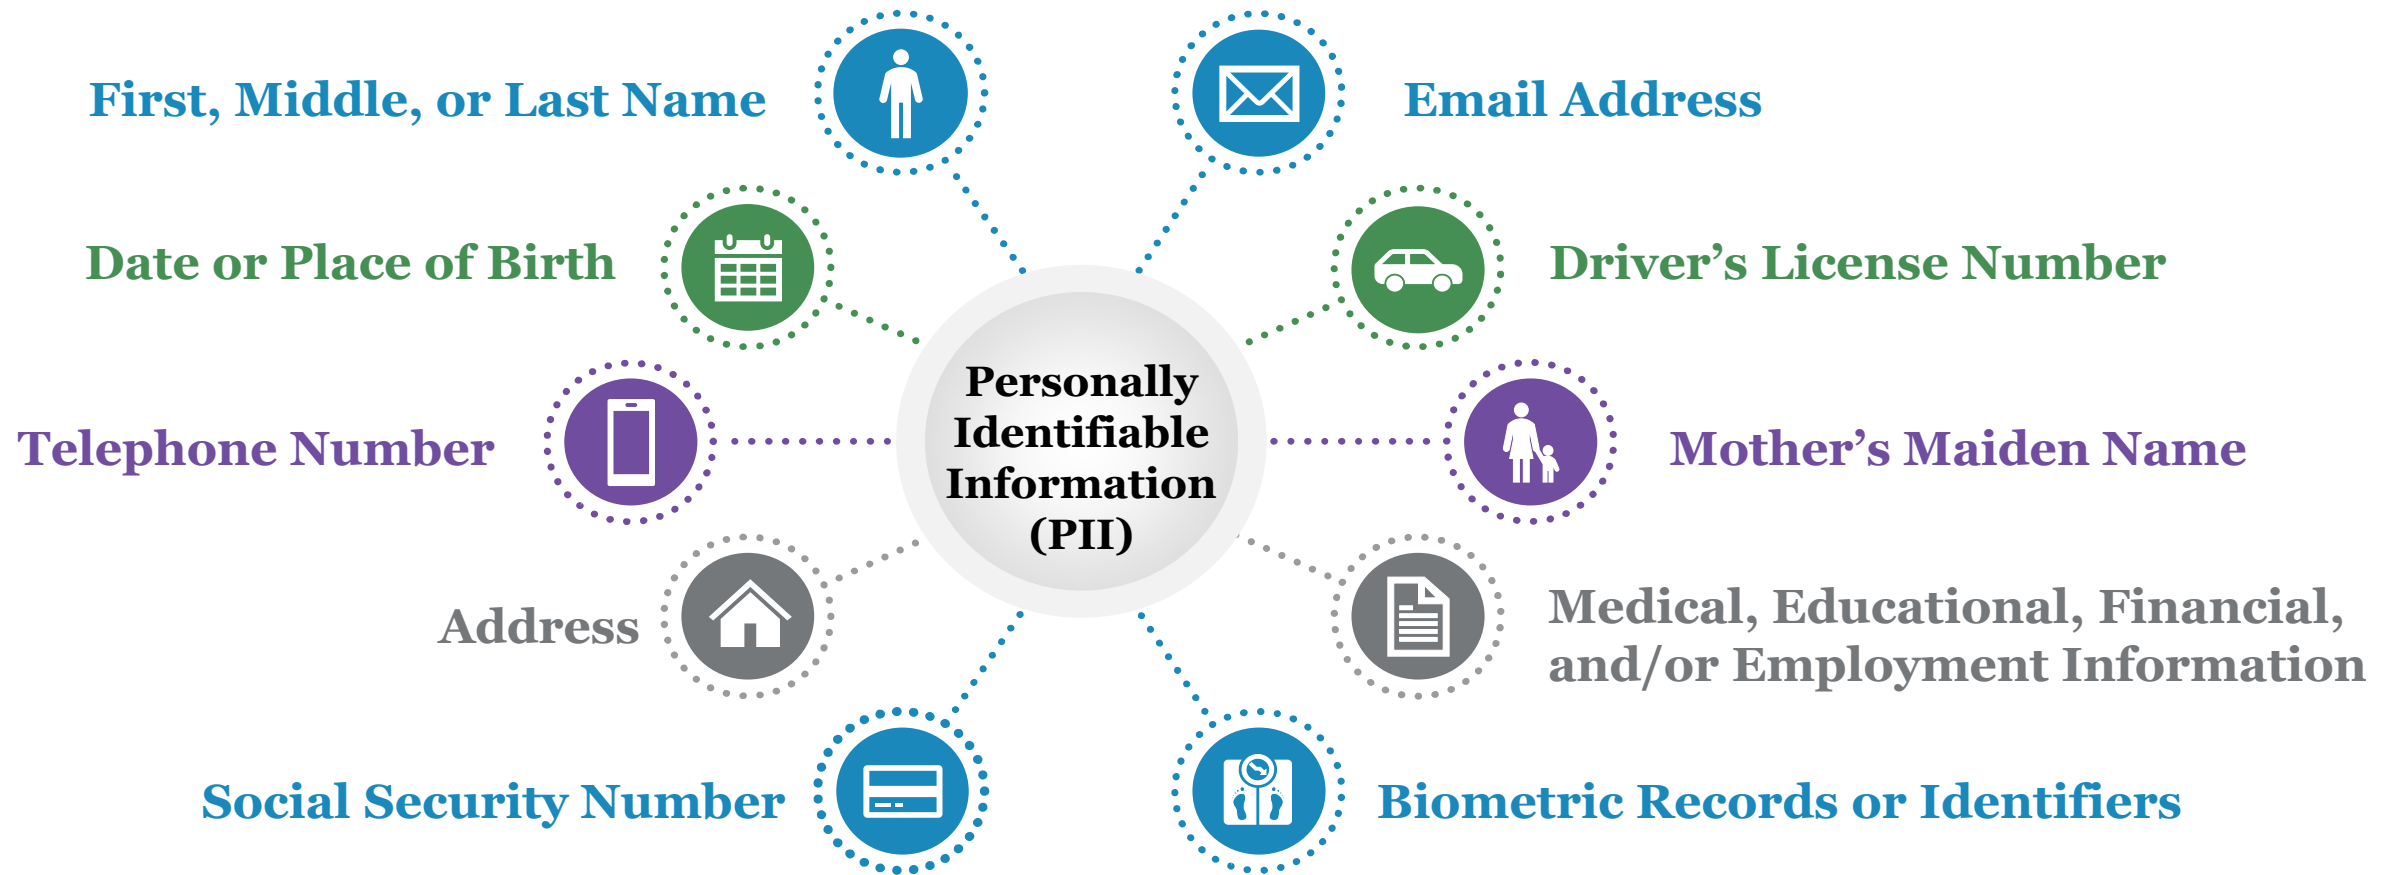 First, Middle, or Last Name
Email Address
Date or Place of Birth
Driver’s License Number
Personally
Identifiable
Information
(PII)
Telephone Number
Mother’s Maiden Name
Address
Medical, Educational, Financial,
and/or Employment Information
Social Security Number
Biometric Records or Identifiers